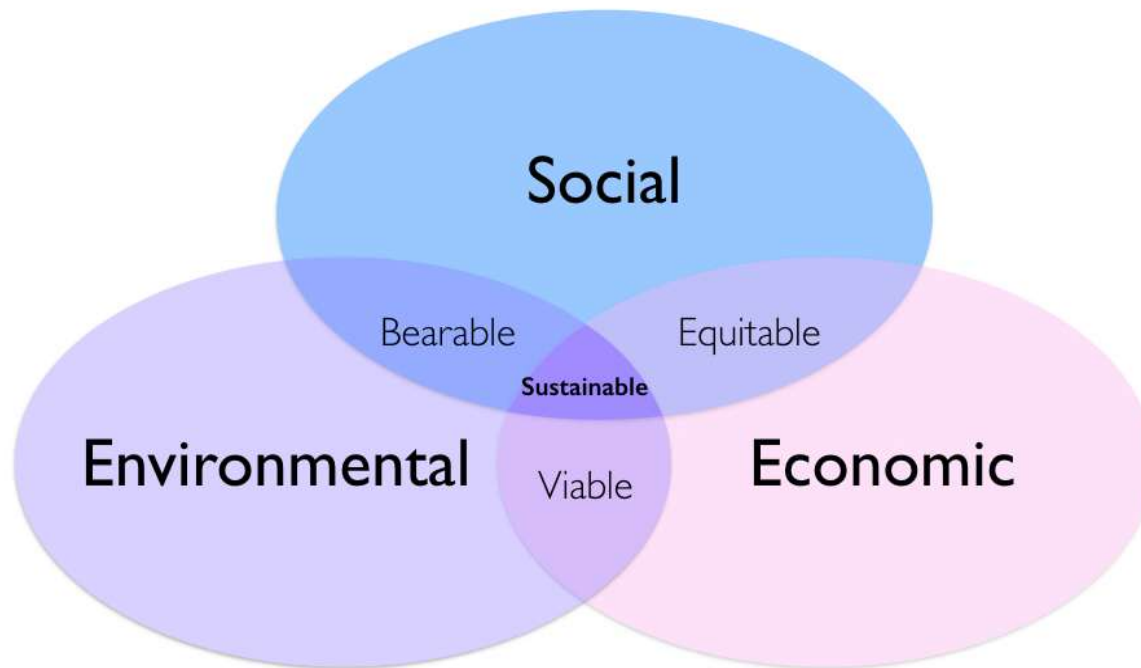 Social
Bearable
Equitable
Sustainable
Environmental
Economic
Viable